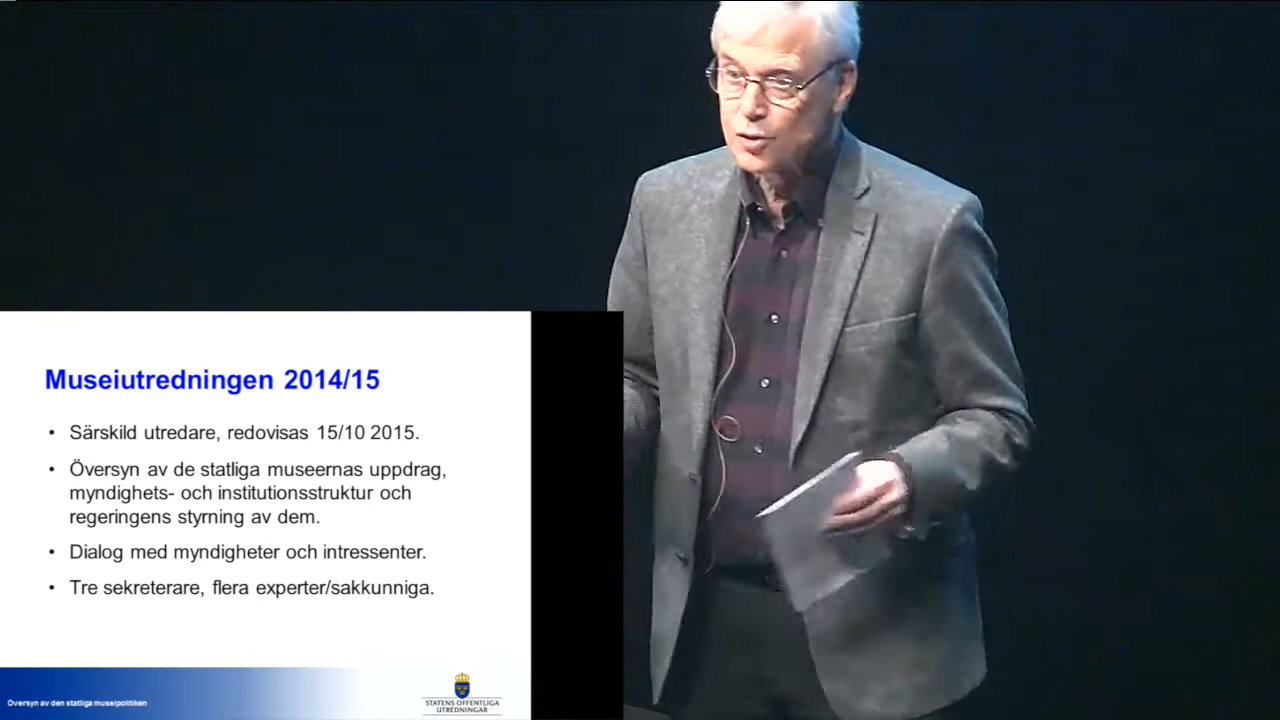 Museiutredningen 2014/15
• Särskild utredare, redovisas 15/10 2015.
• Översyn av de statliga museernas uppdrag,
myndighets- och institutionsstruktur och
regeringens styrning av dem.
• Dialog med myndigheter och intressenter.
• Tre sekreterare, flera experter/sakkunniga.
Översyn av den statliga museipolitiken
STATENS OFFENTLIGA
UTREDNINGAR